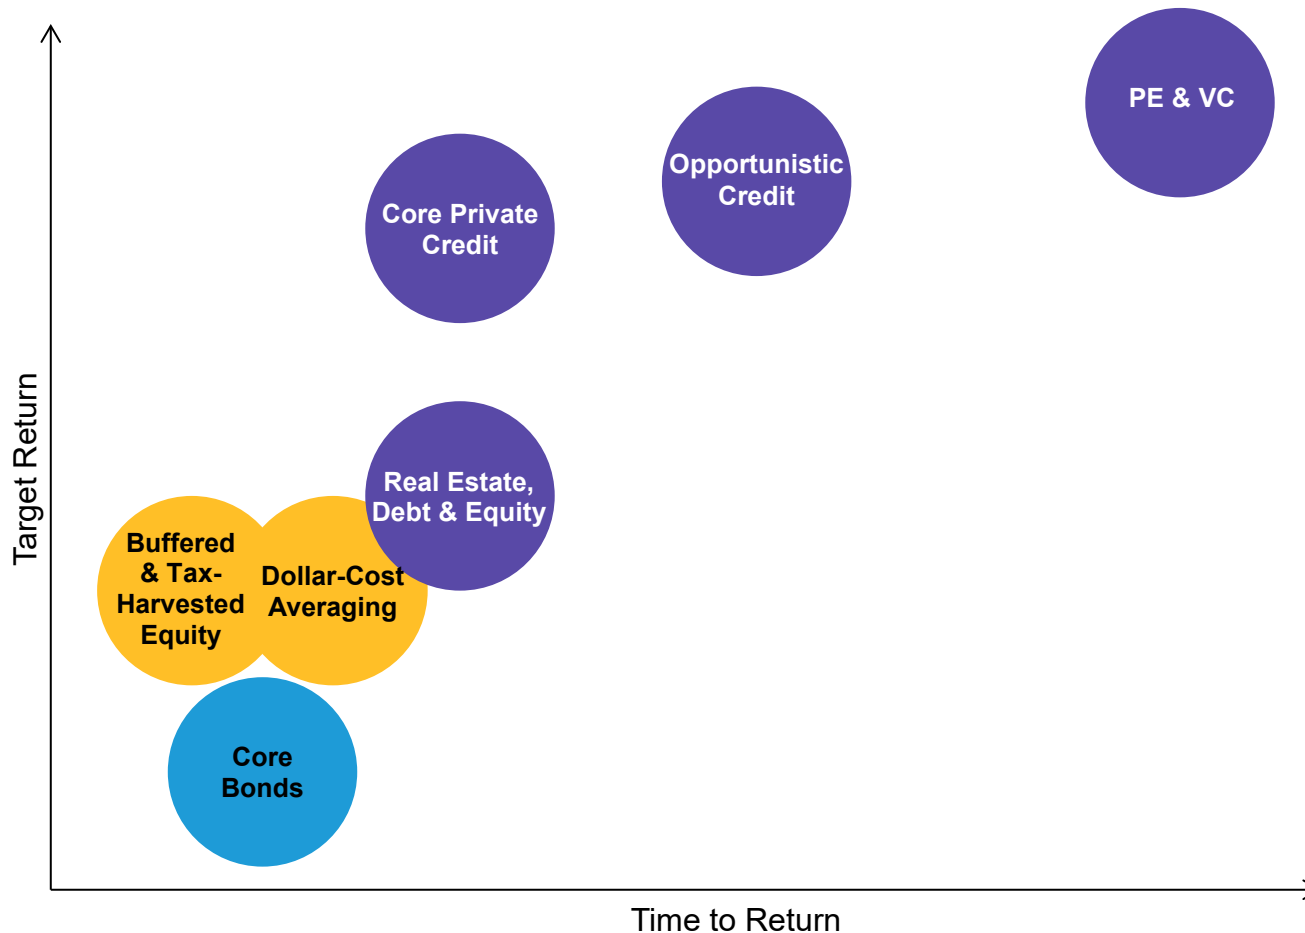 PE & VC
Opportunistic
Credit
Core Private
Credit
Real Estate,
Debt & Equity
Buffered
& Tax-
Harvested
Equity
Dollar-Cost
Averaging
Core
Bonds
Target Return
Time to Return